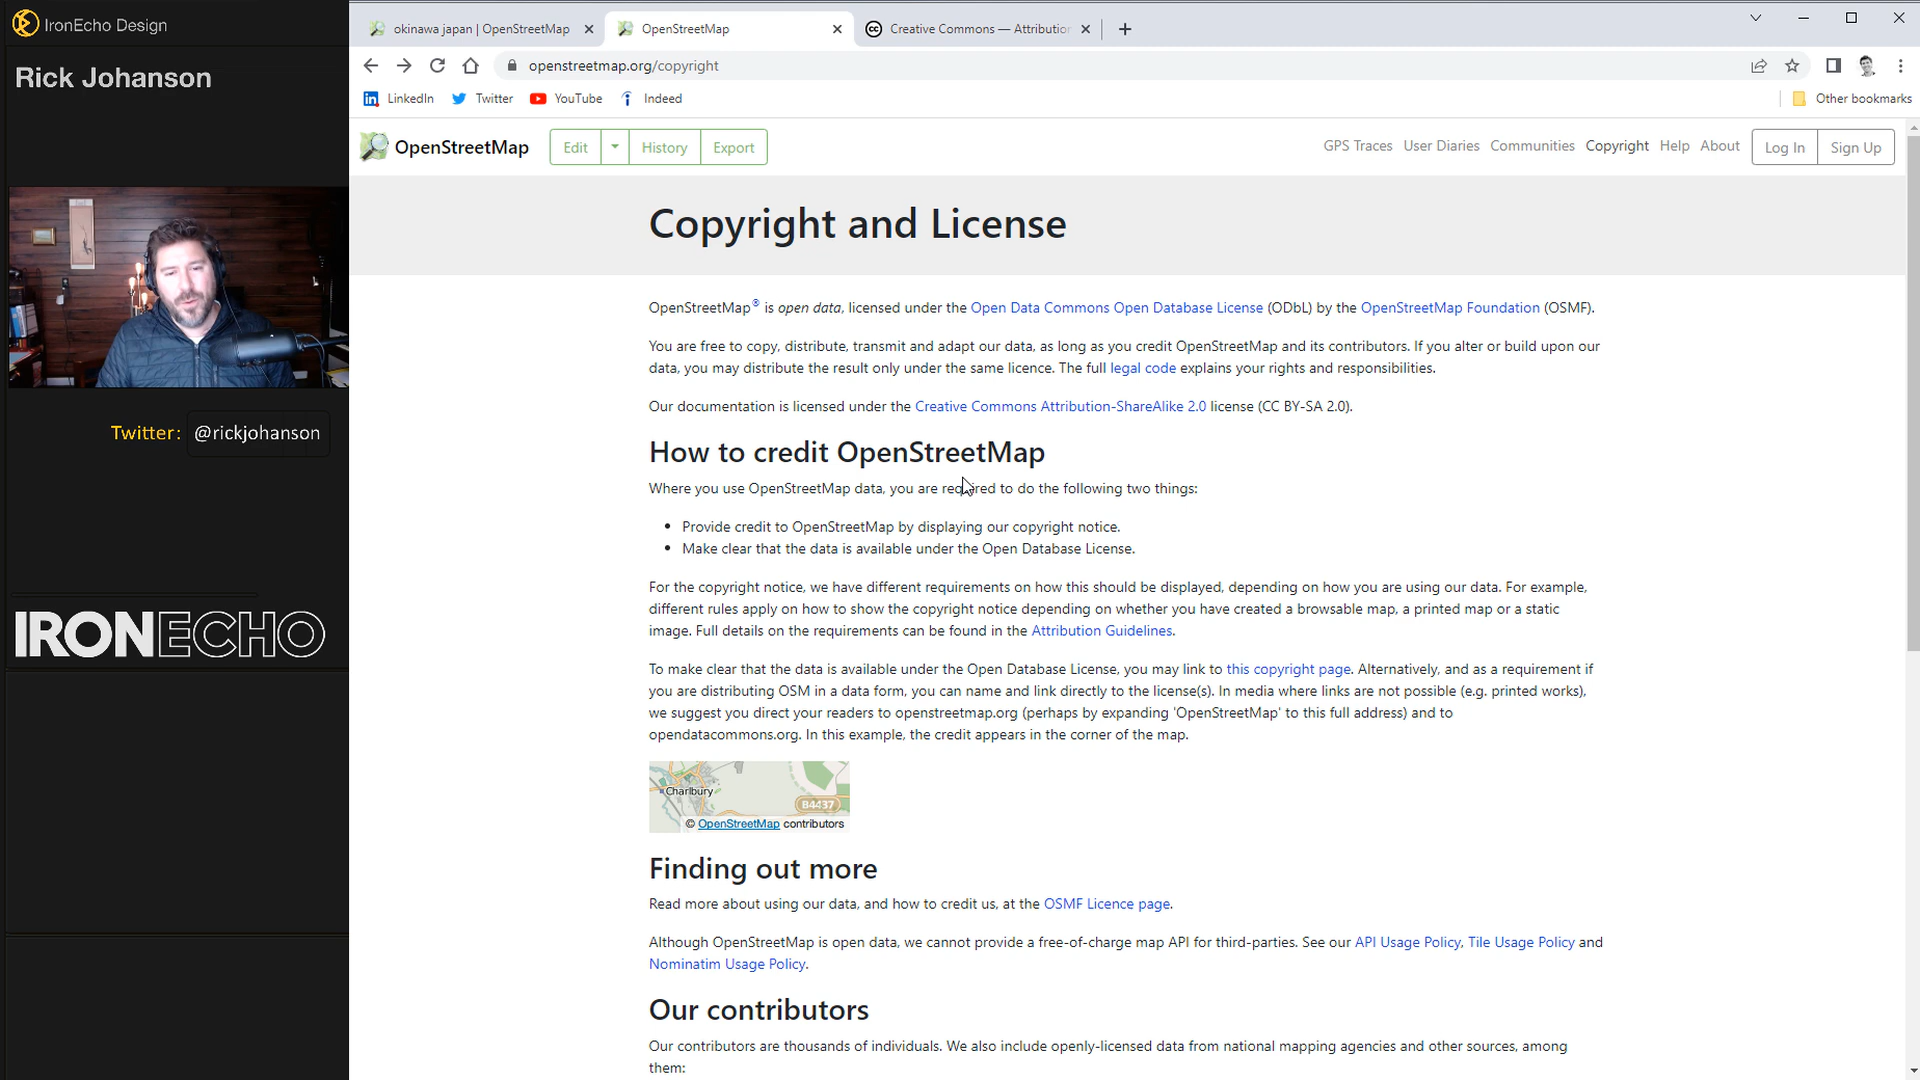 IronEcho Design
Rick Johanson
Twitter: @rickjohanson
IRONECHO
okinawa japan | OpenStreetMap
OpenStreetMap
Creative Commons — Attribution
openstreetmap.org/copyright
LinkedIn
Twitter
YouTube
Indeed
Other bookmarks
OpenStreetMap
Edit
History
Export
GPS Traces
User Diaries
Communities
Copyright
Help
About
Log In
Sign Up
Copyright and License
OpenStreetMap® is open data, licensed under the Open Data Commons Open Database License (ODbL) by the OpenStreetMap Foundation (OSMF).
You are free to copy, distribute, transmit and adapt our data, as long as you credit OpenStreetMap and its contributors. If you alter or build upon our
data, you may distribute the result only under the same licence. The full legal code explains your rights and responsibilities.
Our documentation is licensed under the Creative Commons Attribution-ShareAlike 2.0 license (CC BY-SA 2.0).
How to credit OpenStreetMap
Where you use OpenStreetMap data, you are required to do the following two things:
• Provide credit to OpenStreetMap by displaying our copyright notice.
• Make clear that the data is available under the Open Database License.
For the copyright notice, we have different requirements on how this should be displayed, depending on how you are using our data. For example,
different rules apply on how to show the copyright notice depending on whether you have created a browsable map, a printed map or a static
image. Full details on the requirements can be found in the Attribution Guidelines.
To make clear that the data is available under the Open Database License, you may link to this copyright page. Alternatively, and as a requirement if
you are distributing OSM in a data form, you can name and link directly to the license(s). In media where links are not possible (e.g. printed works),
we suggest you direct your readers to openstreetmap.org (perhaps by expanding 'OpenStreetMap' to this full address) and to
opendatacommons.org. In this example, the credit appears in the corner of the map.
Charlbury
B4437
© OpenStreetMap contributors
Finding out more
Read more about using our data, and how to credit us, at the OSMF Licence page.
Although OpenStreetMap is open data, we cannot provide a free-of-charge map API for third-parties. See our API Usage Policy, Tile Usage Policy and
Nominatim Usage Policy.
Our contributors
Our contributors are thousands of individuals. We also include openly-licensed data from national mapping agencies and other sources, among
them: